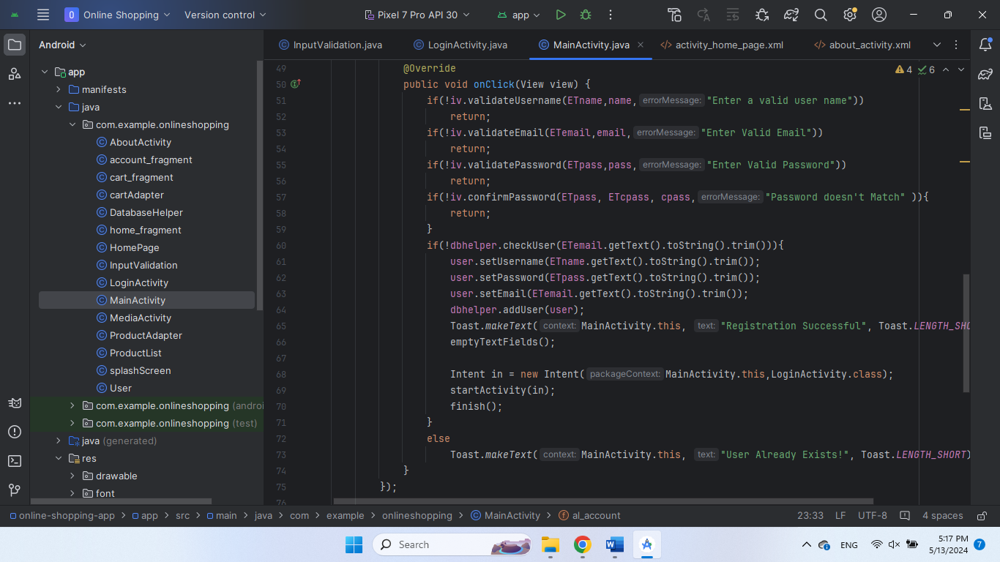 O Online Shopping Version control Pixel 7 Pro API 30 app
Android
InputValidation.java LoginActivity.java MainActivity.java activity_home_page.xml about_activity.xml
app
manifests
java
com.example.onlineshopping
AboutActivity
account_fragment
cart_fragment
cartAdapter
DatabaseHelper
home_fragment
HomePage
InputValidation
LoginActivity
MainActivity
MediaActivity
ProductAdapter
ProductList
splashScreen
User
com.example.onlineshopping (androi
com.example.onlineshopping (test)
java (generated)
res
drawable
font
4 6
49 @Override
50 public void onClick(View view) {
51 if(!iv.validateUsername(ETname,name, errorMessage: "Enter a valid user name"))
52 return;
53 if(!iv.validateEmail(ETemail,email, errorMessage: "Enter Valid Email"))
54 return;
55 if(!iv.validatePassword(ETpass,pass, errorMessage: "Enter Valid Password"))
56 return;
57 if(!iv.confirmPassword(ETpass, ETcpass, cpass, errorMessage: "Password doesn't Match" )){
58 return;
59 }
60 if(!dbhelper.checkUser(ETemail.getText().toString().trim())){
61 user.setUsername(ETname.getText().toString().trim());
62 user.setPassword(ETpass.getText().toString().trim());
63 user.setEmail(ETemail.getText().toString().trim());
64 dbhelper.addUser(user);
65 Toast.makeText( context: MainActivity.this, text: "Registration Successful", Toast.LENGTH_SHO
66 emptyTextFields();
67
68 Intent in = new Intent( packageContext: MainActivity.this,LoginActivity.class);
69 startActivity(in);
70 finish();
71 }
72 else
73 Toast.makeText( context: MainActivity.this, text: "User Already Exists!", Toast.LENGTH_SHORT)
74 }
75 });
76
online-shopping-app > app > src > main > java > com > example > onlineshopping > MainActivity > al_account 23:33 LF UTF-8 4 spaces
Search ENG 5:17 PM
5/13/2024 7